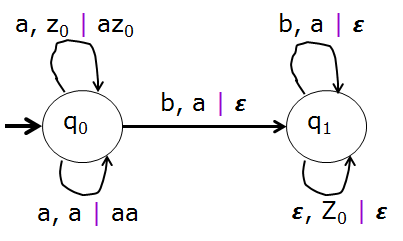 a, z₀ | az₀
b, a | ε
b, a | ε
q₀
q₁
a, a | aa
ε, Z₀ | ε